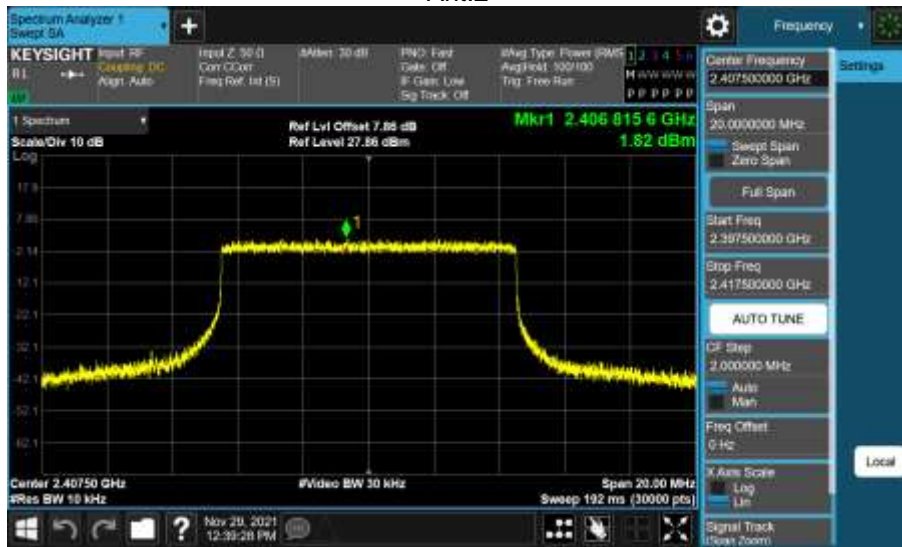 Spectrum Analyzer 1
Swept SA
+
Frequency
KEYSIGHT
Input: RF
Coupling: DC
Align: Auto
Input Z: 50 Ω
Corr CCorr
Freq Ref: Int (S)
#Atten: 30 dB
PNO: Fast
Gate: Off
IF Gain: Low
Sig Track: Off
#Avg Type: Power (RMS
Avg|Hold: 100/100
Trig: Free Run
1 2 3 4 5 6
M W W W W W
P P P P P P
1 Spectrum
Scale/Div 10 dB
Log
Ref Lvl Offset 7.86 dB
Ref Level 27.86 dBm
Mkr1 2.406 815 6 GHz
1.82 dBm
17.9
7.86
-2.14
-12.1
-22.1
-32.1
-42.1
-52.1
-62.1
1
Center 2.40750 GHz
#Res BW 10 kHz
#Video BW 30 kHz
Span 20.00 MHz
Sweep 192 ms (30000 pts)
Center Frequency
2.407500000 GHz
Settings
Span
20.0000000 MHz
Swept Span
Zero Span
Full Span
Start Freq
2.397500000 GHz
Stop Freq
2.417500000 GHz
AUTO TUNE
CF Step
2.000000 MHz
Auto
Man
Freq Offset
0 Hz
X Axis Scale
Log
Lin
Local
Signal Track
(Span Zoom)
?
Nov 29, 2021
12:39:28 PM